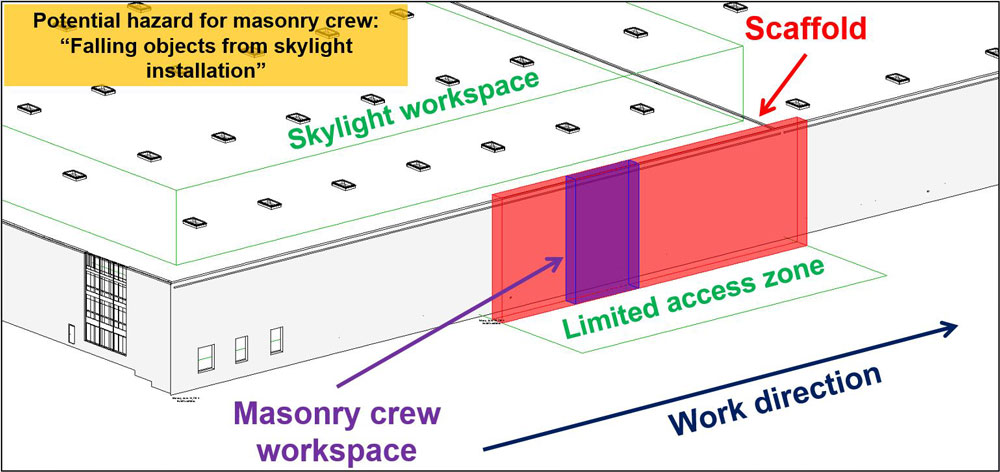 Potential hazard for masonry crew:
“Falling objects from skylight
installation”
Scaffold
Skylight workspace
Limited access zone
Work direction
Masonry crew
workspace